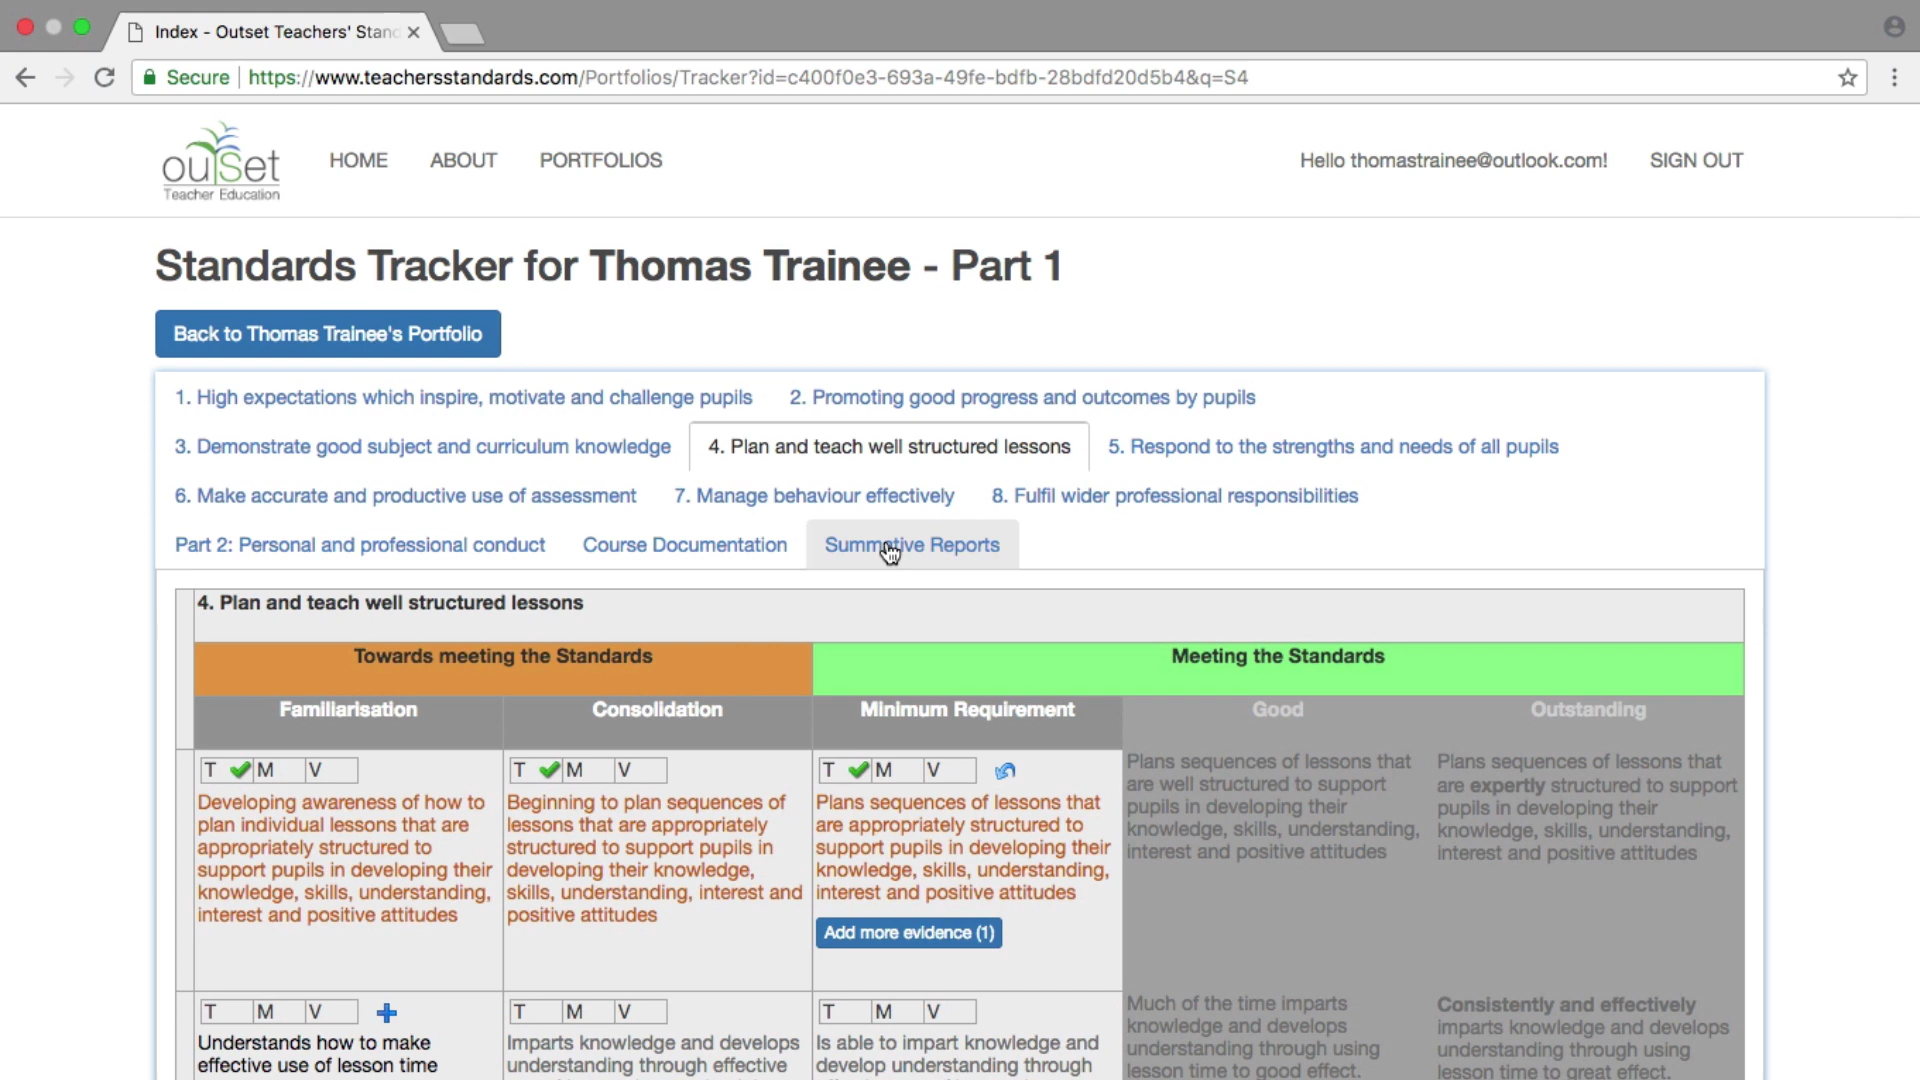 Index - Outset Teachers' Stand
Secure | https://www.teachersstandards.com/Portfolios/Tracker?id=c400f0e3-693a-49fe-bdfb-28bdfd20d5b4&q=S4
outset
Teacher Education
HOME ABOUT PORTFOLIOS Hello thomastrainee@outlook.com! SIGN OUT
Standards Tracker for Thomas Trainee - Part 1
Back to Thomas Trainee's Portfolio
1. High expectations which inspire, motivate and challenge pupils 2. Promoting good progress and outcomes by pupils
3. Demonstrate good subject and curriculum knowledge 4. Plan and teach well structured lessons 5. Respond to the strengths and needs of all pupils
6. Make accurate and productive use of assessment 7. Manage behaviour effectively 8. Fulfil wider professional responsibilities
Part 2: Personal and professional conduct Course Documentation Summative Reports
4. Plan and teach well structured lessons
Towards meeting the Standards Meeting the Standards
Familiarisation Consolidation Minimum Requirement Good Outstanding
T M V
Developing awareness of how to
plan individual lessons that are
appropriately structured to
support pupils in developing their
knowledge, skills, understanding,
interest and positive attitudes
T M V
Beginning to plan sequences of
lessons that are appropriately
structured to support pupils in
developing their knowledge,
skills, understanding, interest and
positive attitudes
T M V
Plans sequences of lessons that
are appropriately structured to
support pupils in developing their
knowledge, skills, understanding,
interest and positive attitudes
Add more evidence (1)
Plans sequences of lessons that
are well structured to support
pupils in developing their
knowledge, skills, understanding,
interest and positive attitudes
Plans sequences of lessons that
are expertly structured to support
pupils in developing their
knowledge, skills, understanding,
interest and positive attitudes
T M V
Understands how to make
effective use of lesson time
T M V
Imparts knowledge and develops
understanding through effective
T M V
Is able to impart knowledge and
develop understanding through
Much of the time imparts
knowledge and develops
understanding through using
lesson time to good effect.
Consistently and effectively
imparts knowledge and develops
understanding through using
lesson time to great effect.